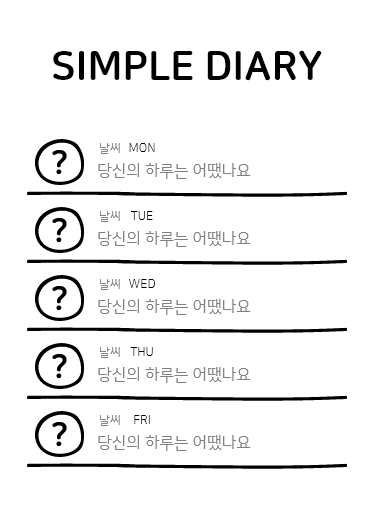 SIMPLE DIARY
? 날씨 MON
당신의 하루는 어땠나요
? 날씨 TUE
당신의 하루는 어땠나요
? 날씨 WED
당신의 하루는 어땠나요
? 날씨 THU
당신의 하루는 어땠나요
? 날씨 FRI
당신의 하루는 어땠나요